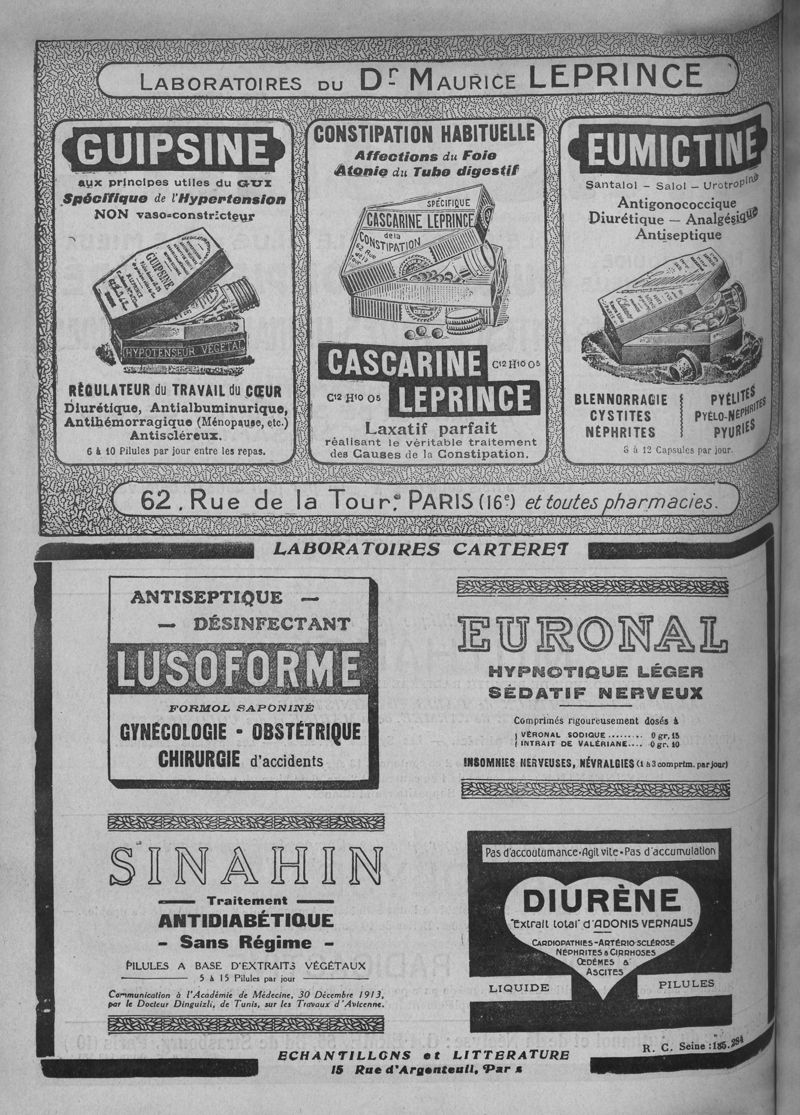 LABORATOIRES DU Dr MAURICE LEPRINCE
GUIPSINE
aux principes utiles du GUI
Spécifique de l'Hypertension
NON vaso-constricteur
GUIPSINE
HYPOTENSEUR VÉGÉTAL
RÉGULATEUR du TRAVAIL du CŒUR
Diurétique, Antialbuminurique,
Antihémorragique (Ménopause, etc.)
Antiscléreux.
6 à 10 Pilules par jour entre les repas.
CONSTIPATION HABITUELLE
Affections du Foie
Atonie du Tube digestif
SPÉCIFIQUE
CASCARINE LEPRINCE
de la
CONSTIPATION
CASCARINE C12 H10 O5
C12 H10 O5 LEPRINCE
Laxatif parfait
réalisant le véritable traitement
des Causes de la Constipation.
EUMICTINE
Santalol - Salol - Urotropine
Antigonococcique
Diurétique — Analgésique
Antiseptique
BLENNORRAGIE
CYSTITES
NÉPHRITES
PYÉLITES
PYÉLO-NÉPHRITES
PYURIES
8 à 12 Capsules par jour.
62, Rue de la Tour, PARIS (16e) et toutes pharmacies.
LABORATOIRES CARTERET
ANTISEPTIQUE —
— DÉSINFECTANT
LUSOFORME
FORMOL SAPONINÉ
GYNÉCOLOGIE - OBSTÉTRIQUE
CHIRURGIE d'accidents
EURONAL
HYPNOTIQUE LÉGER
SÉDATIF NERVEUX
Comprimés rigoureusement dosés à
VÉRONAL SODIQUE ......... 0 gr. 15
INTRAIT DE VALÉRIANE.... 0 gr. 10
INSOMNIES NERVEUSES, NÉVRALGIES (1 à 3 comprim. par jour)
SINAHIN
Traitement
ANTIDIABÉTIQUE
- Sans Régime -
PILULES A BASE D'EXTRAITS VÉGÉTAUX
5 à 15 Pilules par jour
Communication à l'Académie de Médecine, 30 Décembre 1913,
par le Docteur Dinguizli, de Tunis, sur les Travaux d'Avicenne.
Pas d'accoutumance • Agit vite • Pas d'accumulation
DIURÈNE
"Extrait total" d'ADONIS VERNALIS
CARDIOPATHIES - ARTÉRIO-SCLÉROSE
NÉPHRITES & CIRRHOSES
ŒDÈMES &
ASCITES
LIQUIDE
PILULES
ECHANTILLONS et LITTERATURE
15 Rue d'Argenteuil, Par s
R. C. Seine : 185.284